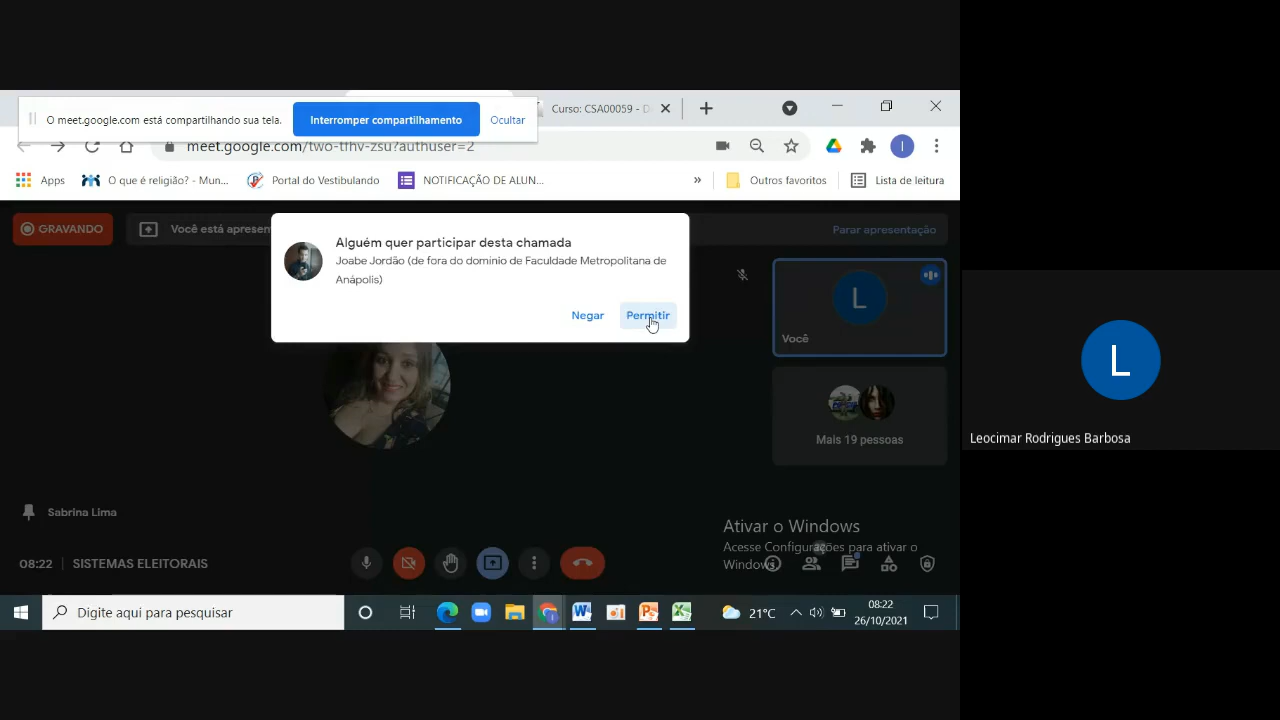 Curso: CSA00059 - D
O meet.google.com está compartilhando sua tela.
Interromper compartilhamento
Ocultar
meet.google.com/two-tfhv-zsu?authuser=2
Apps
O que é religião? - Mun...
Portal do Vestibulando
NOTIFICAÇÃO DE ALUN...
»
Outros favoritos
Lista de leitura
GRAVANDO
Você está apresen
Parar apresentação
Alguém quer participar desta chamada
Joabe Jordão (de fora do domínio de Faculdade Metropolitana de
Anápolis)
Negar
Permitir
L
Você
Mais 19 pessoas
L
Leocimar Rodrigues Barbosa
Sabrina Lima
Ativar o Windows
Acesse Configurações para ativar o
Windows.
08:22 | SISTEMAS ELEITORAIS
Digite aqui para pesquisar
21°C
08:22
26/10/2021